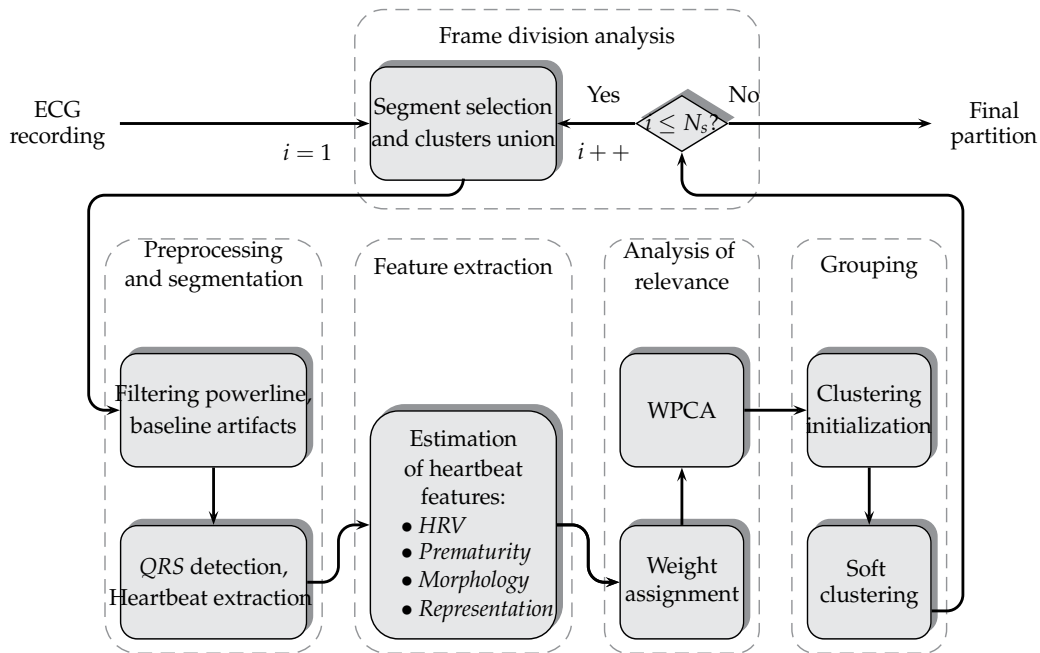 Frame division analysis
ECG
recording
Segment selection
and clusters union
Yes
i ≤ N_s?
No
Final
partition
i = 1
i + +
Preprocessing
and segmentation
Feature extraction
Analysis of
relevance
Grouping
Filtering powerline,
baseline artifacts
QRS detection,
Heartbeat extraction
Estimation
of heartbeat
features:
• HRV
• Prematurity
• Morphology
• Representation
WPCA
Weight
assignment
Clustering
initialization
Soft
clustering